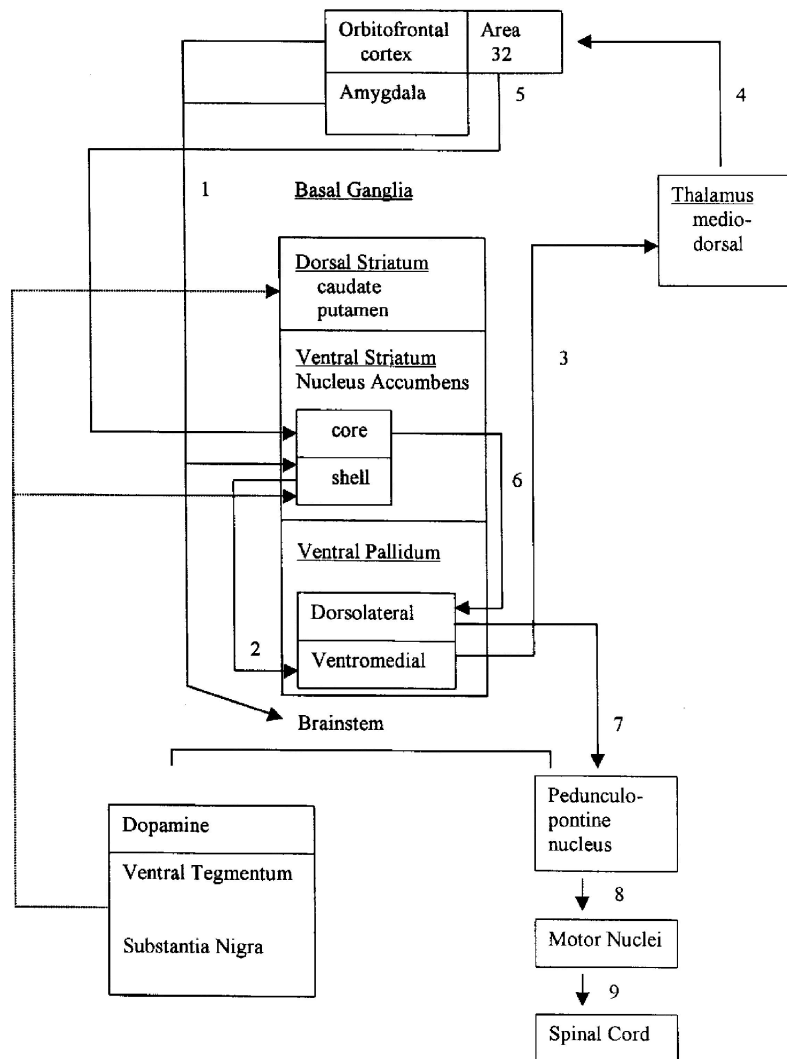 Orbitofrontal
cortex
Area
32
Amygdala
5
4
1
Basal Ganglia
Thalamus
medio-
dorsal
Dorsal Striatum
caudate
putamen
3
Ventral Striatum
Nucleus Accumbens
core
shell
6
Ventral Pallidum
Dorsolateral
Ventromedial
2
Brainstem
7
Dopamine
Ventral Tegmentum
Substantia Nigra
Pedunculo-
pontine
nucleus
8
Motor Nuclei
9
Spinal Cord